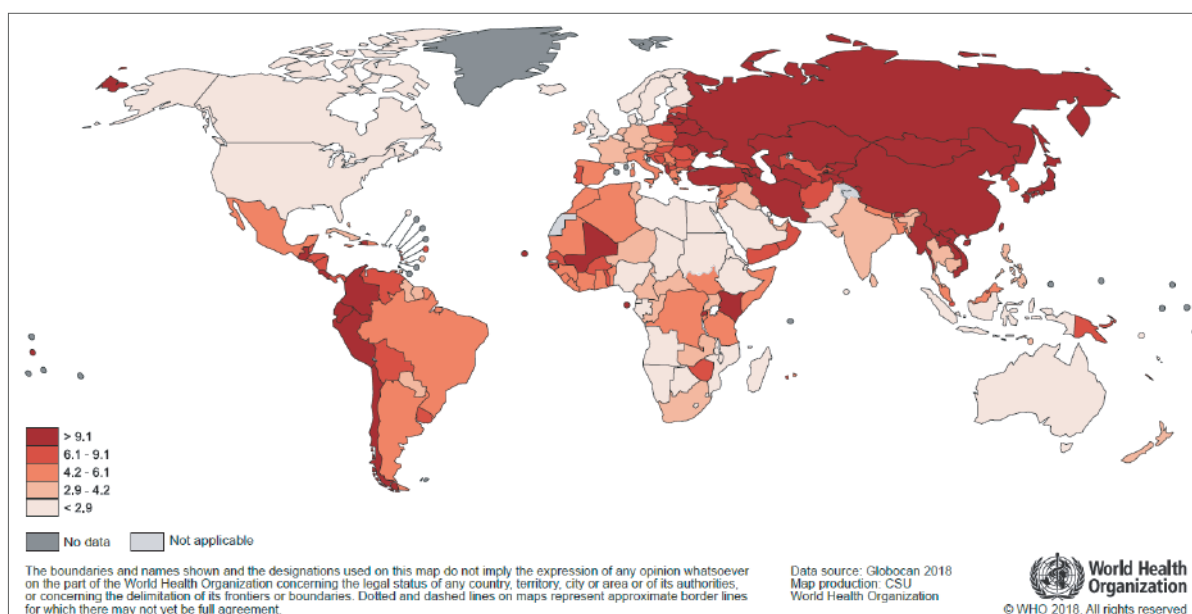 > 9.1
6.1 - 9.1
4.2 - 6.1
2.9 - 4.2
< 2.9
No data
Not applicable
The boundaries and names shown and the designations used on this map do not imply the expression of any opinion whatsoever
on the part of the World Health Organization concerning the legal status of any country, territory, city or area or of its authorities,
or concerning the delimitation of its frontiers or boundaries. Dotted and dashed lines on maps represent approximate border lines
for which there may not yet be full agreement.
Data source: Globocan 2018
Map production: CSU
World Health Organization
World Health
Organization
© WHO 2018. All rights reserved